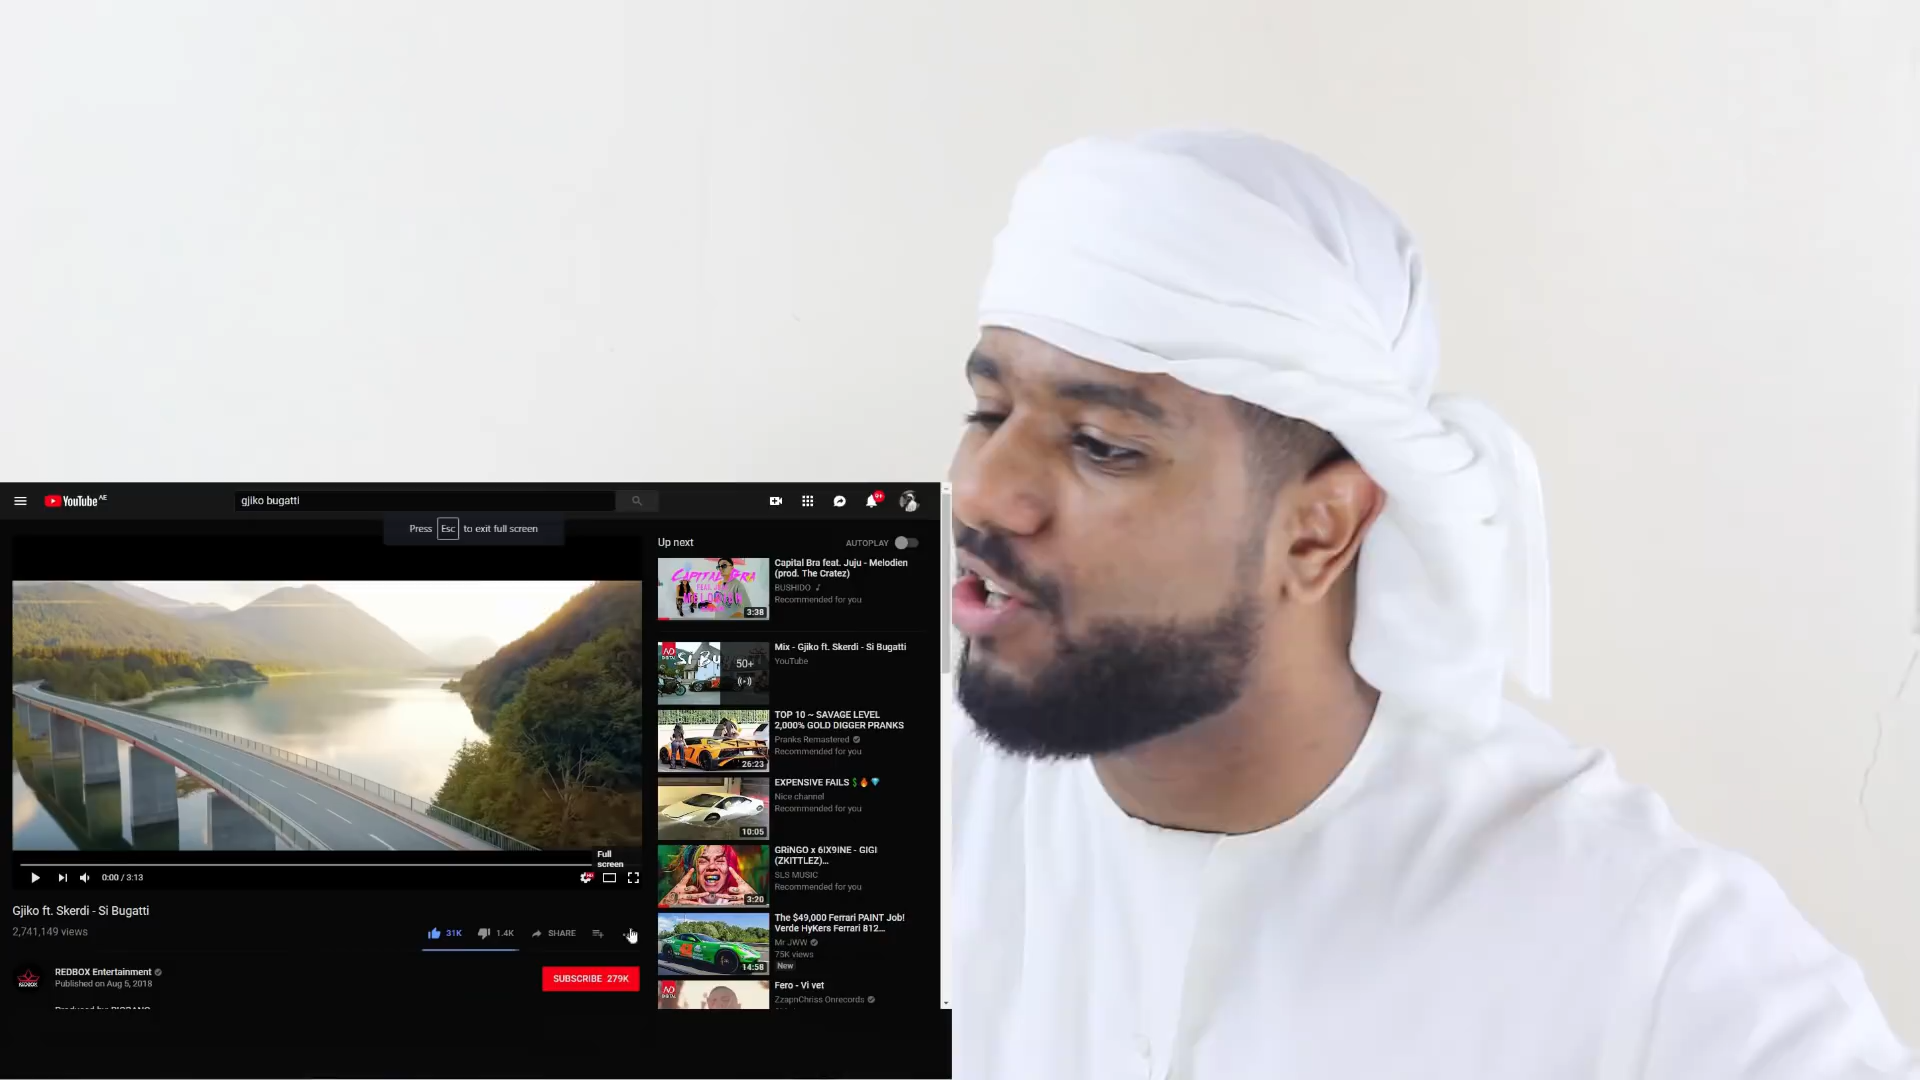 YouTube AE
gjiko bugatti
9+
Press Esc to exit full screen
Up next
AUTOPLAY
Capital Bra feat. Juju - Melodien
(prod. The Cratez)
BUSHIDO
Recommended for you
CAPITAL BRA
3:38
Mix - Gjiko ft. Skerdi - Si Bugatti
YouTube
Si Bu
50+
TOP 10 ~ SAVAGE LEVEL
2,000% GOLD DIGGER PRANKS
Pranks Remastered
Recommended for you
26:23
EXPENSIVE FAILS
Nice channel
Recommended for you
10:05
GRiNGO x 6IX9INE - GIGI
(ZKITTLEZ)...
SLS MUSIC
Recommended for you
3:20
The $49,000 Ferrari PAINT Job!
Verde HyKers Ferrari 812...
Mr JWW
75K views
New
14:58
Fero - Vi vet
ZzapnChriss Onrecords
Full
screen
0:00 / 3:13
Gjiko ft. Skerdi - Si Bugatti
2,741,149 views
31K
1.4K
SHARE
REDBOX
REDBOX Entertainment
Published on Aug 5, 2018
SUBSCRIBE 279K